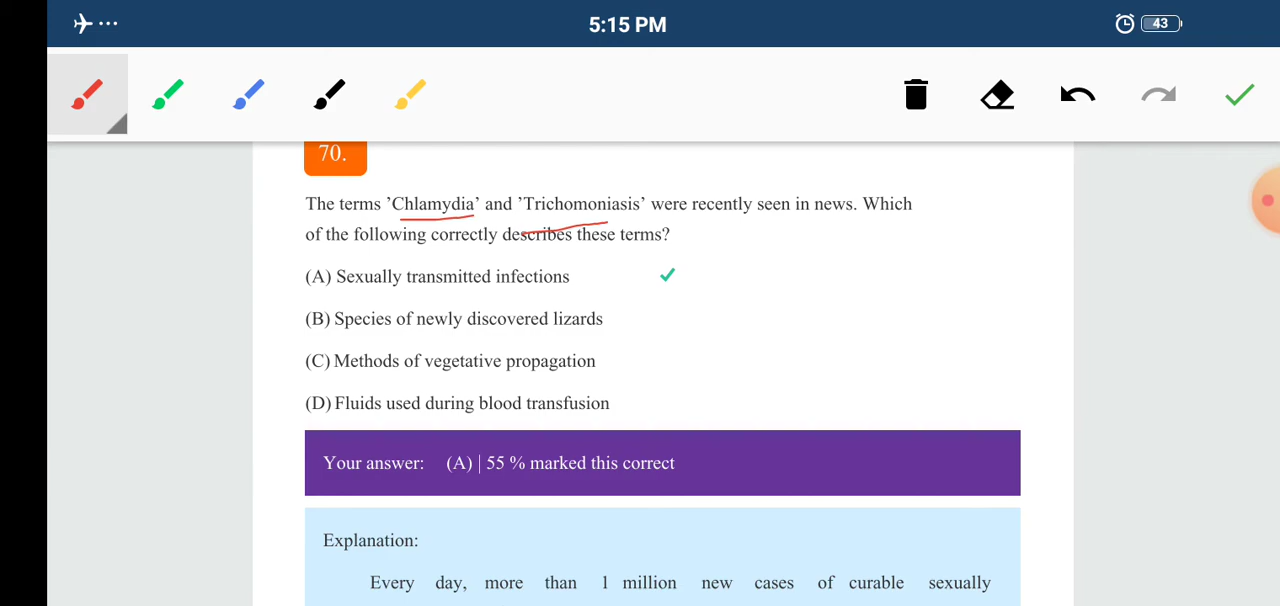 5:15 PM
43
70.
The terms ’Chlamydia’ and ’Trichomoniasis’ were recently seen in news. Which
of the following correctly describes these terms?
(A) Sexually transmitted infections
(B) Species of newly discovered lizards
(C) Methods of vegetative propagation
(D) Fluids used during blood transfusion
Your answer: (A) | 55 % marked this correct
Explanation:
Every day, more than 1 million new cases of curable sexually